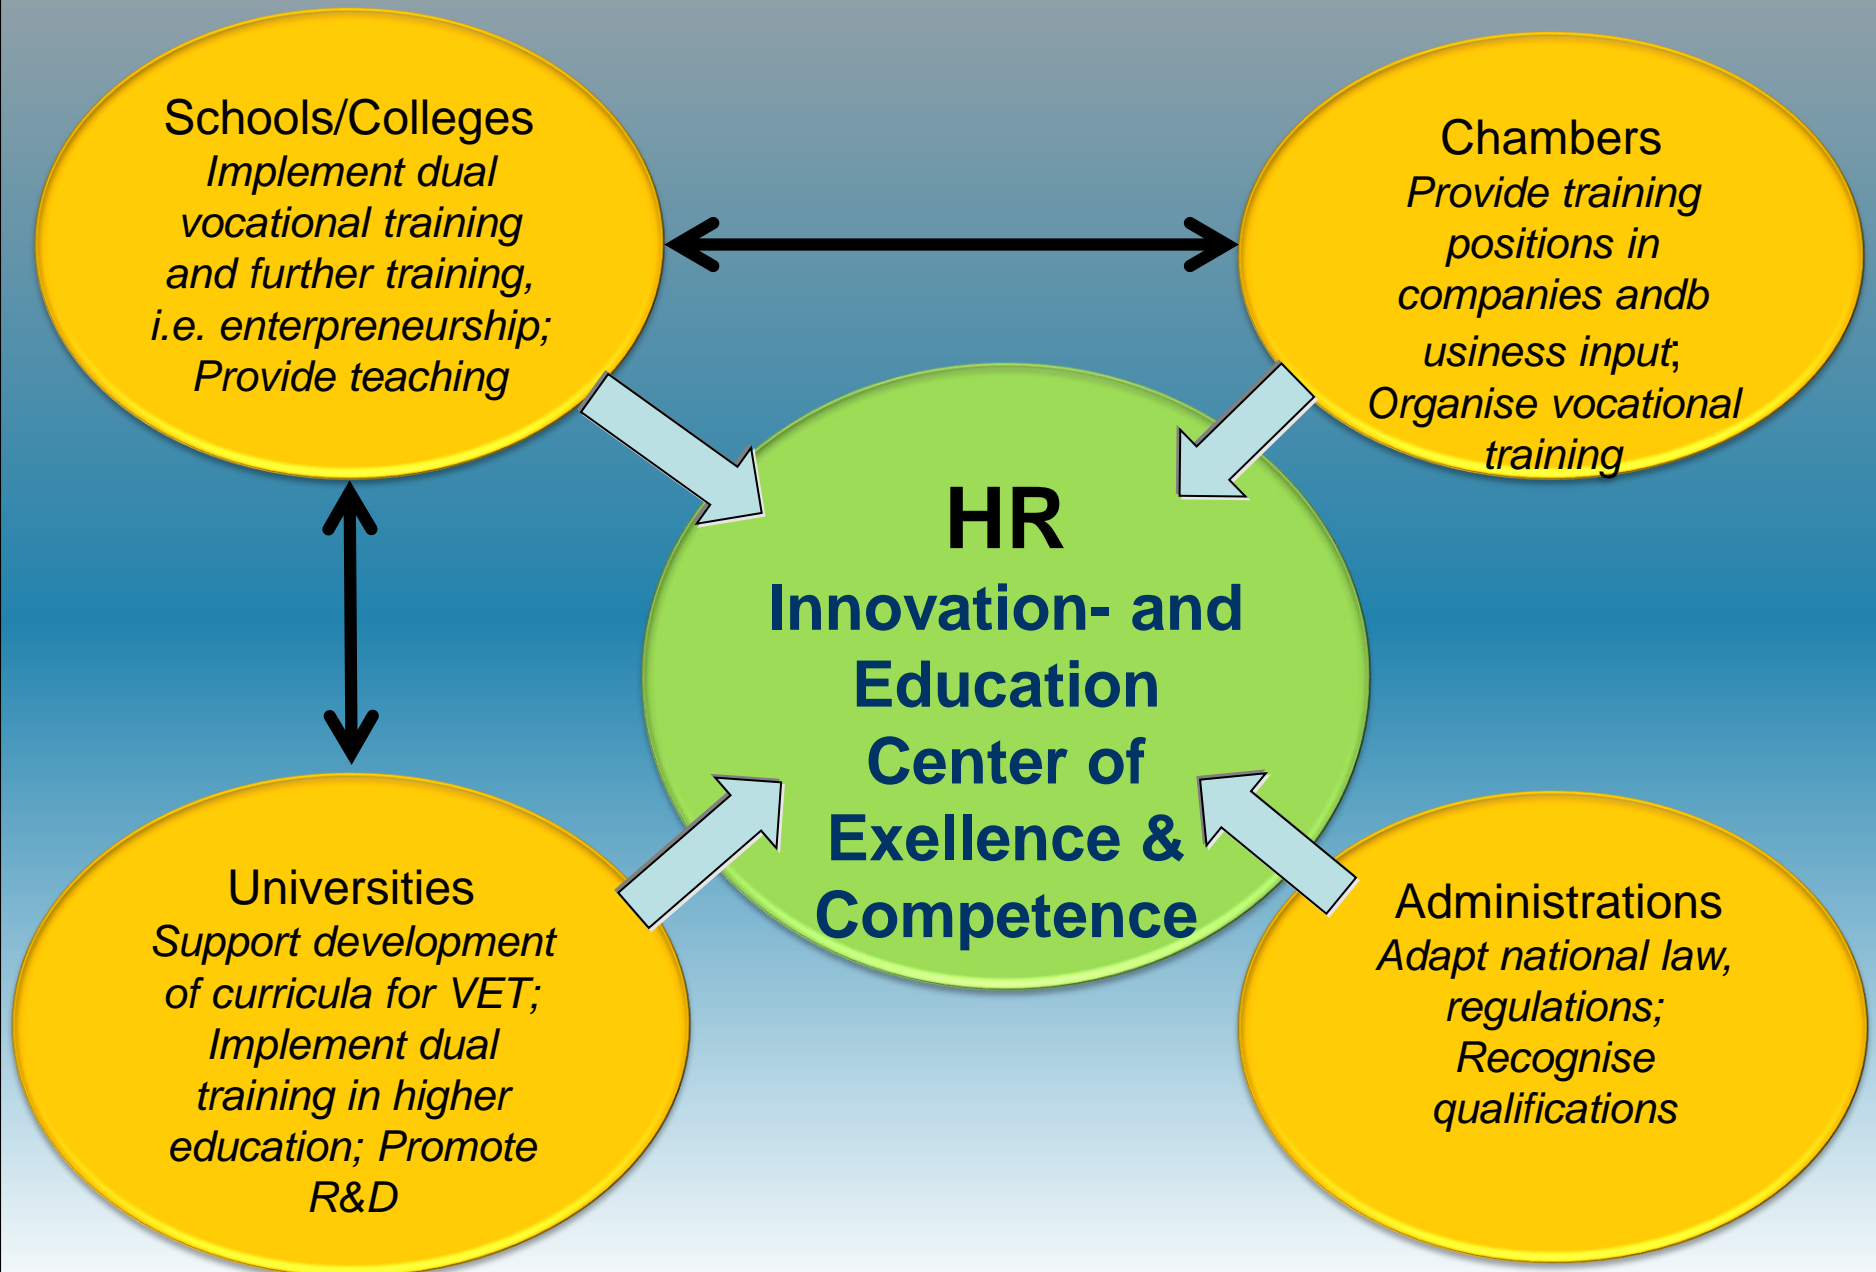 Schools/Colleges
Implement dual
vocational training
and further training,
i.e. enterpreneurship;
Provide teaching
Chambers
Provide training
positions in
companies andb
usiness input;
Organise vocational
training
HR
Innovation- and
Education
Center of
Exellence &
Competence
Universities
Support development
of curricula for VET;
Implement dual
training in higher
education; Promote
R&D
Administrations
Adapt national law,
regulations;
Recognise
qualifications